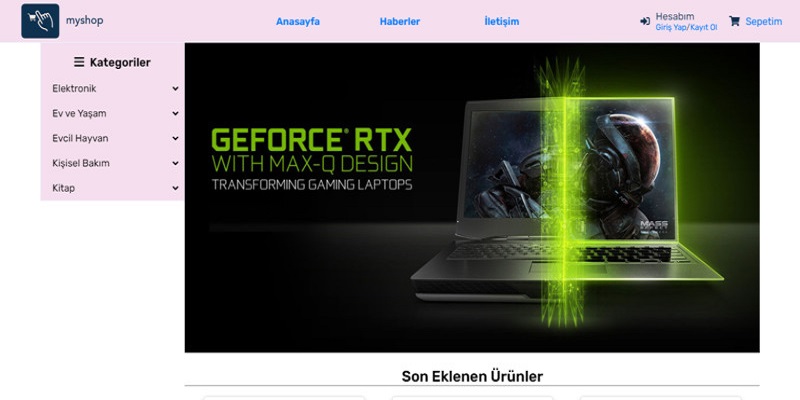 myshop
Anasayfa
Haberler
İletişim
Hesabım
Giriş Yap/Kayıt Ol
Sepetim
Kategoriler
Elektronik
Ev ve Yaşam
Evcil Hayvan
Kişisel Bakım
Kitap
GEFORCE® RTX
WITH MAX-Q DESIGN
TRANSFORMING GAMING LAPTOPS
MASS
Son Eklenen Ürünler